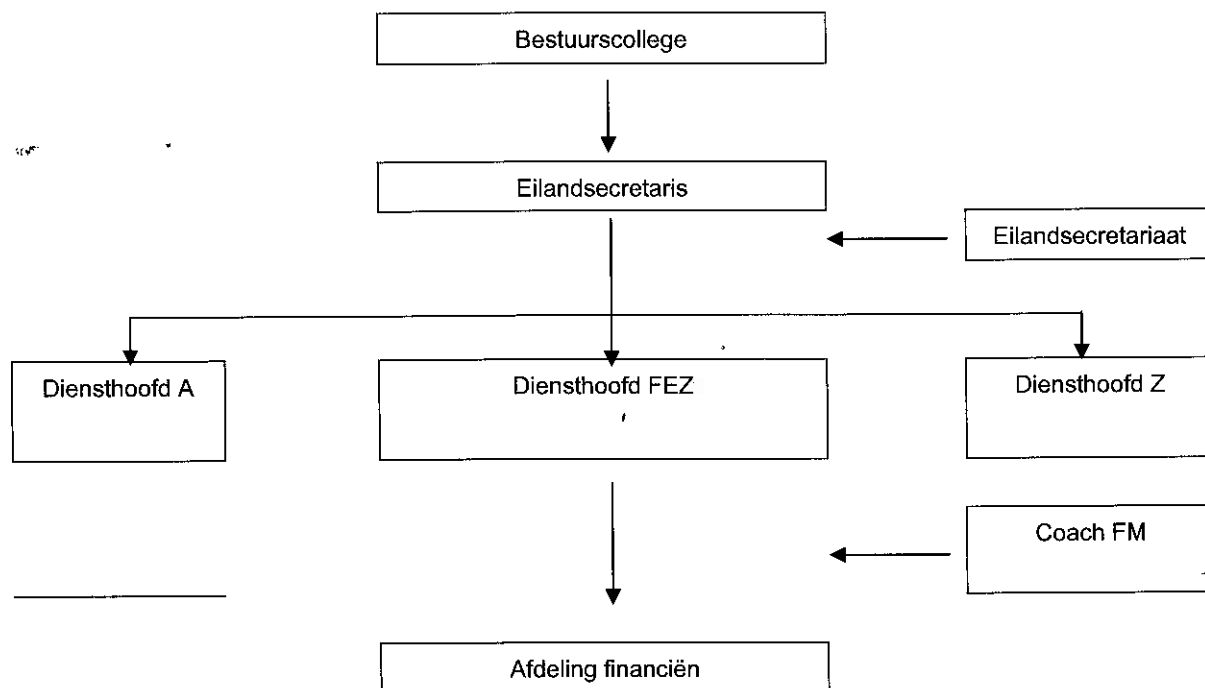 Bestuurscollege
Eilandsecretaris
Eilandsecretariaat
Diensthoofd A
Diensthoofd FEZ
Diensthoofd Z
Coach FM
Afdeling financiën